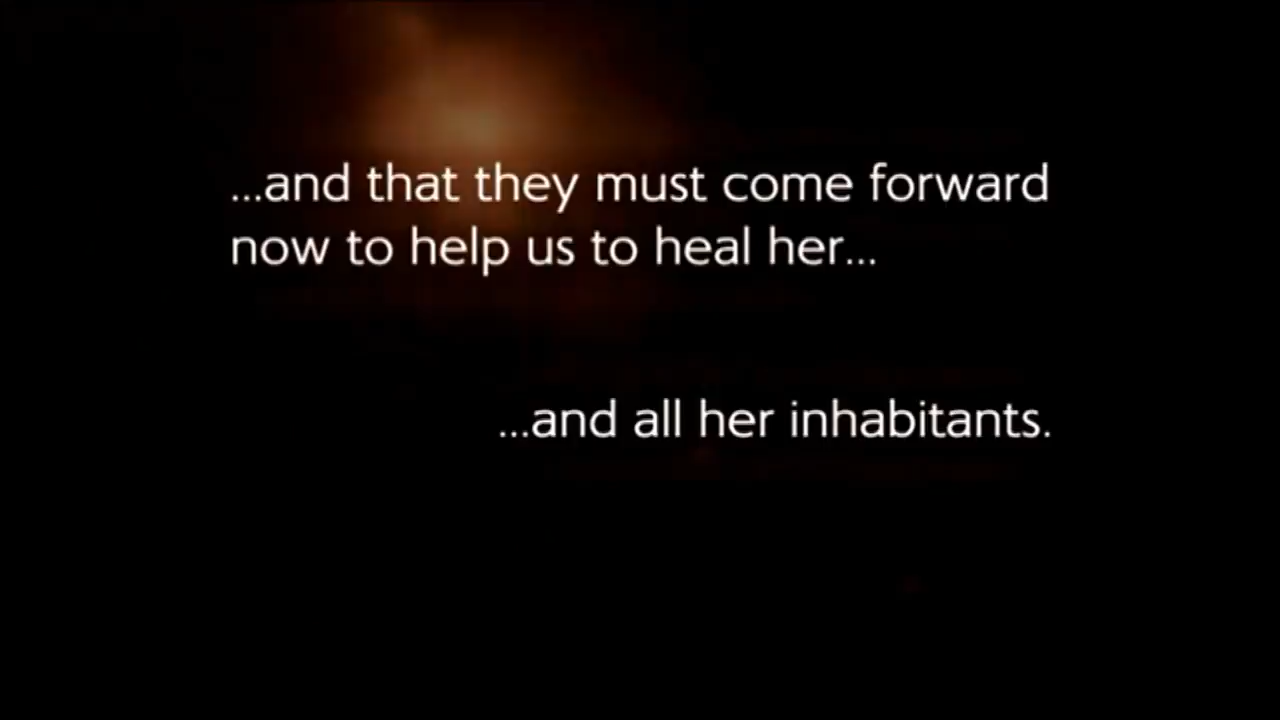 ...and that they must come forward
now to help us to heal her...
...and all her inhabitants.